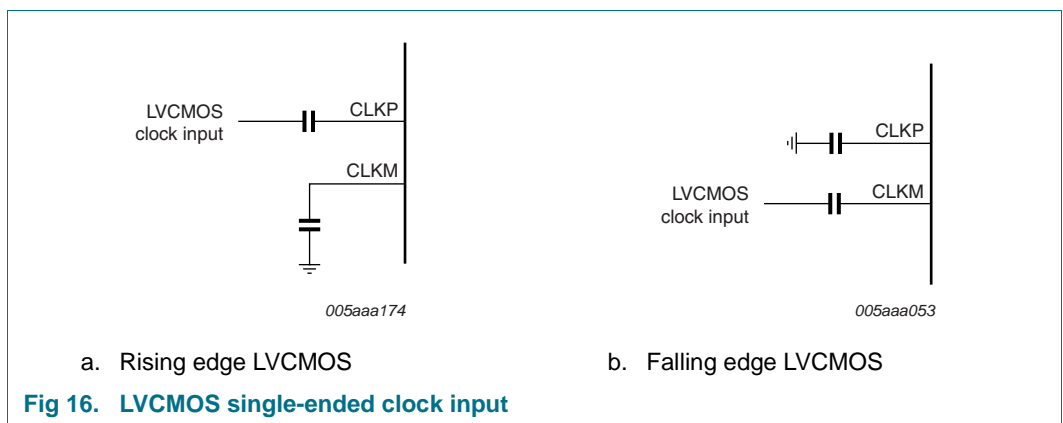 LVCMOS
clock input
CLKP
CLKM
005aaa174
a. Rising edge LVCMOS
CLKP
LVCMOS
clock input
CLKM
005aaa053
b. Falling edge LVCMOS
Fig 16. LVCMOS single-ended clock input